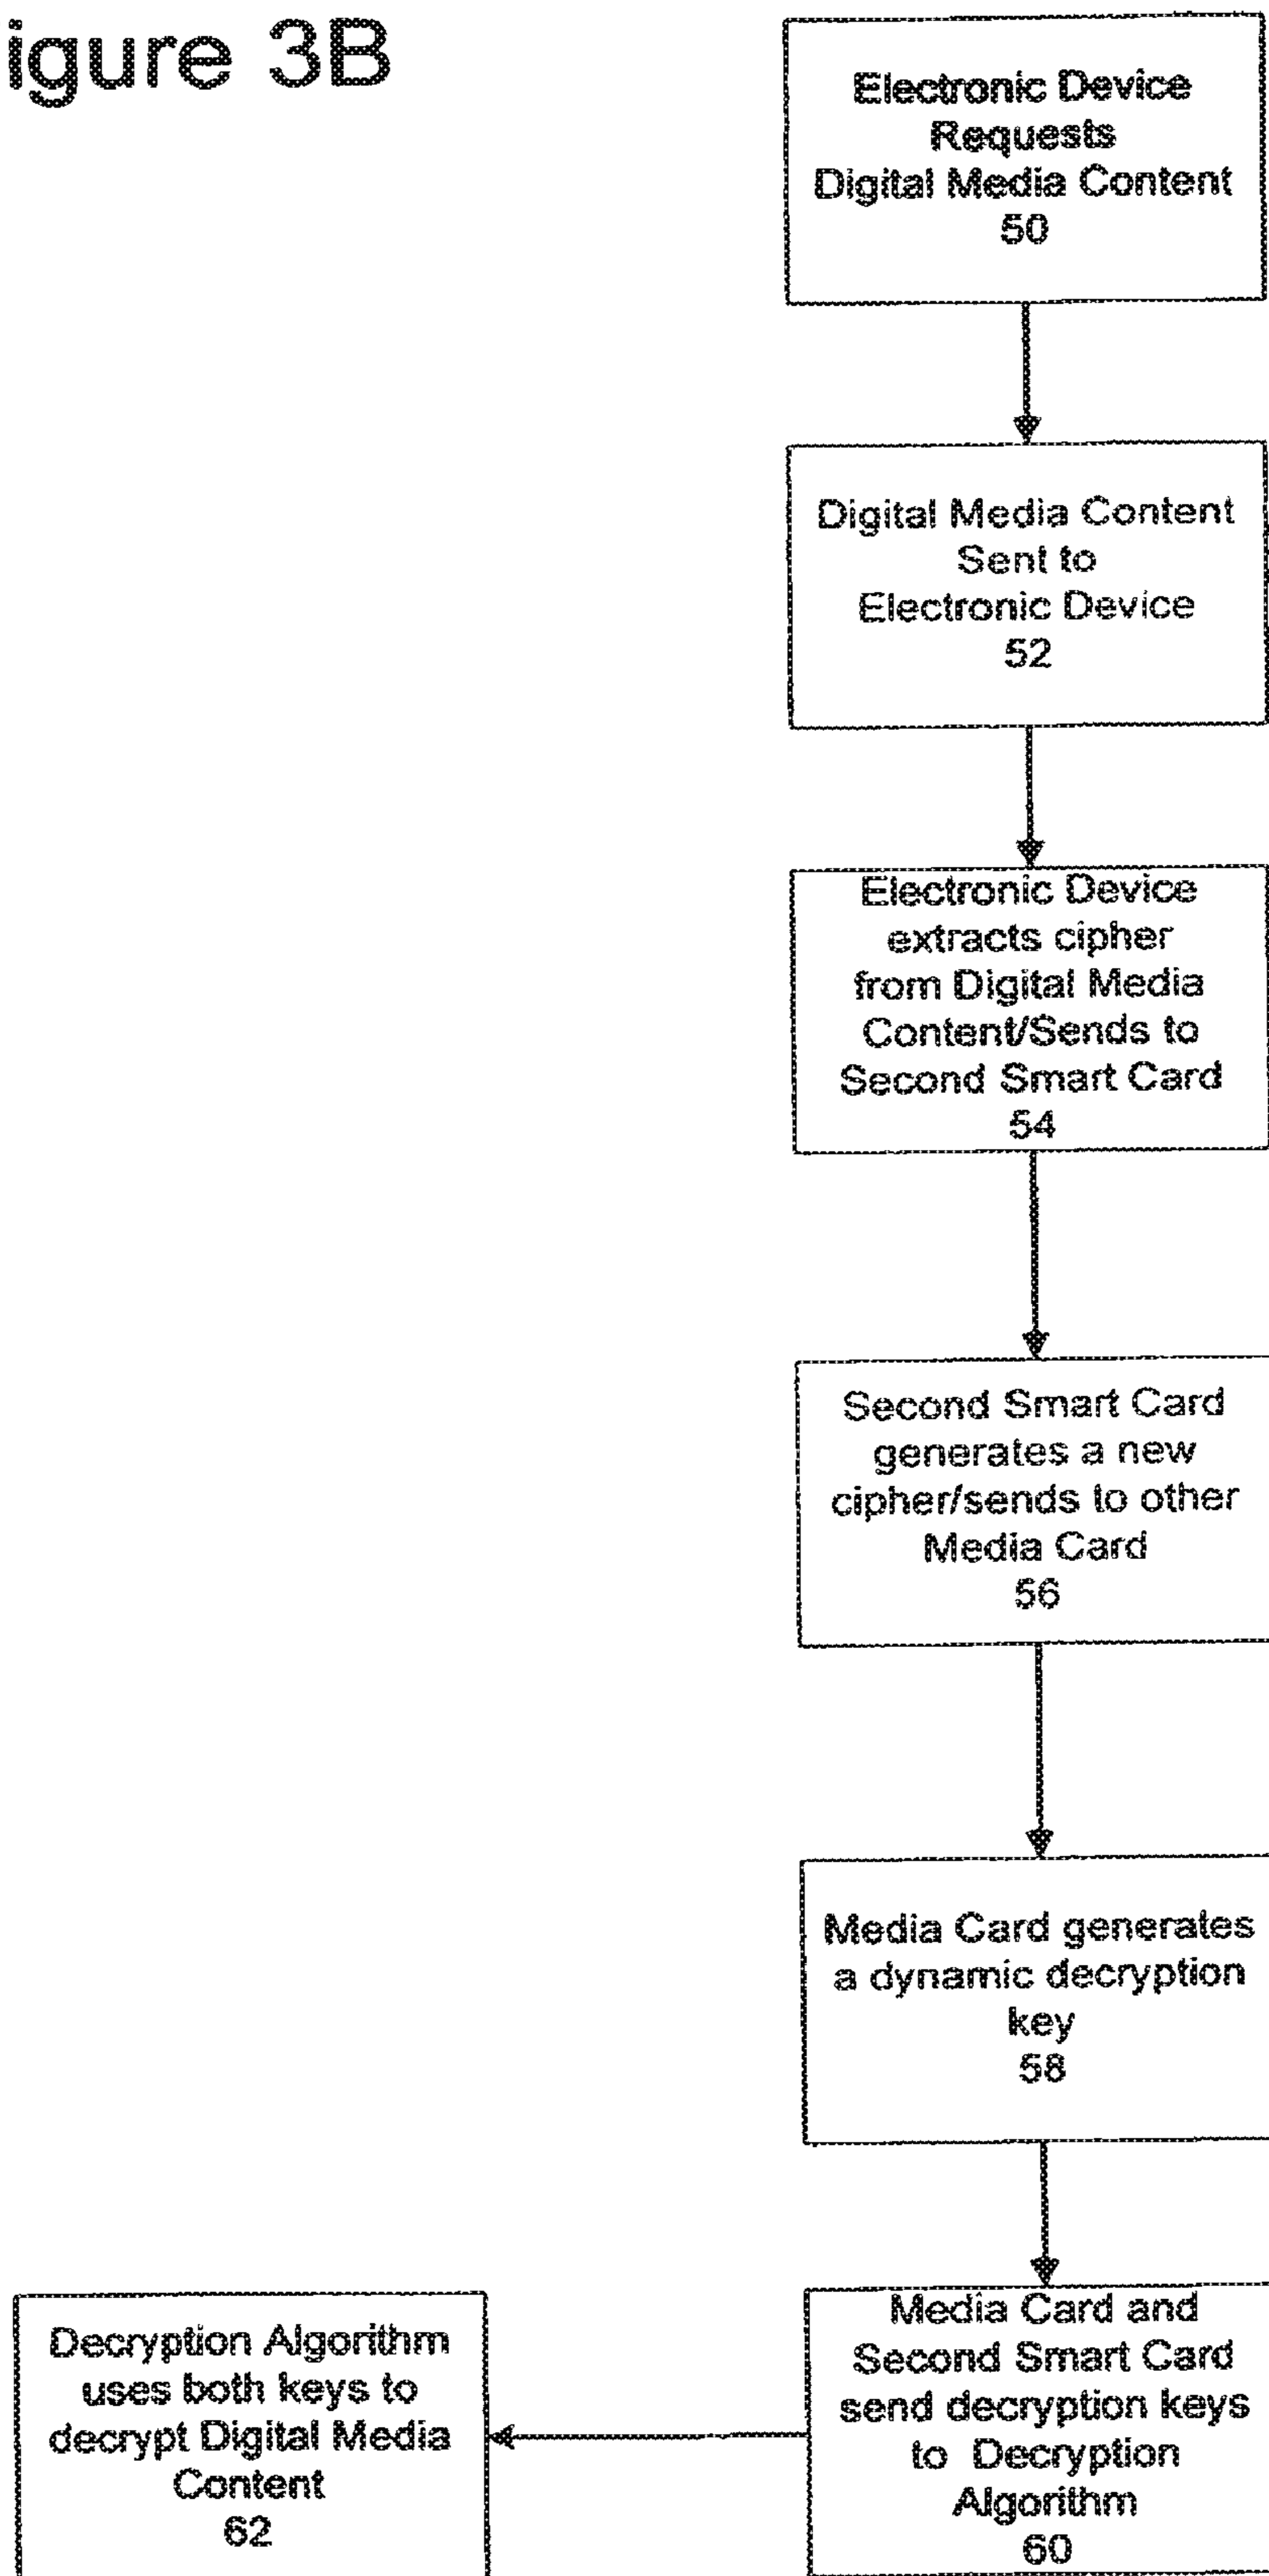 igure 3B
Electronic Device
Requests
Digital Media Content
50
Digital Media Content
Sent to
Electronic Device
52
Electronic Device
extracts cipher
from Digital Media
Content/Sends to
Second Smart Card
54
Second Smart Card
generates a new
cipher/sends to other
Media Card
56
Media Card generates
a dynamic decryption
key
58
Media Card and
Second Smart Card
send decryption keys
to Decryption
Algorithm
60
Decryption Algorithm
uses both keys to
decrypt Digital Media
Content
62